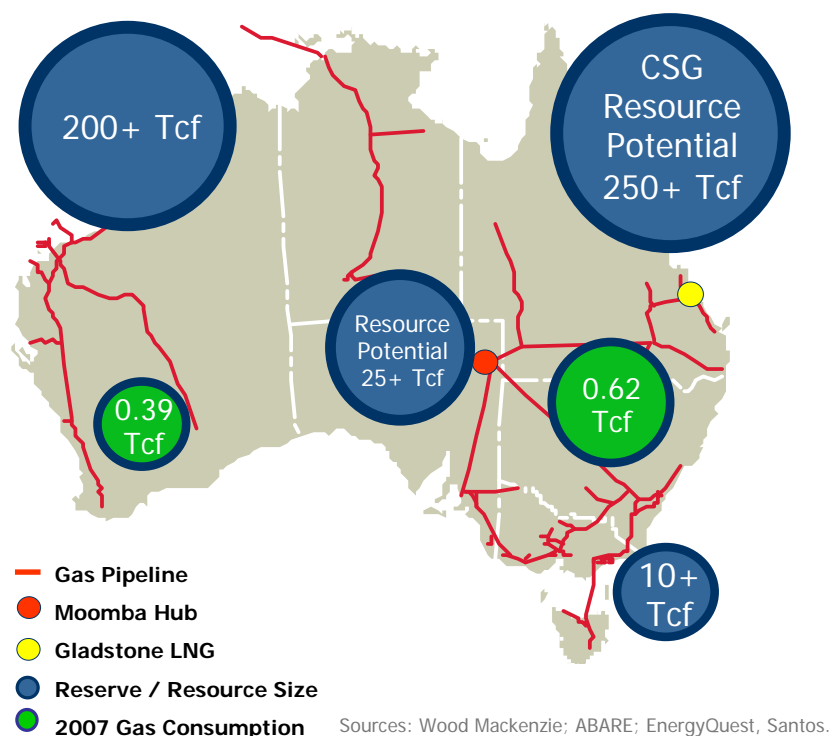 200+ Tcf
CSG
Resource
Potential
250+ Tcf
Resource
Potential
25+ Tcf
0.39
Tcf
0.62
Tcf
10+
Tcf
Gas Pipeline
Moomba Hub
Gladstone LNG
Reserve / Resource Size
2007 Gas Consumption
Sources: Wood Mackenzie; ABARE; EnergyQuest, Santos.